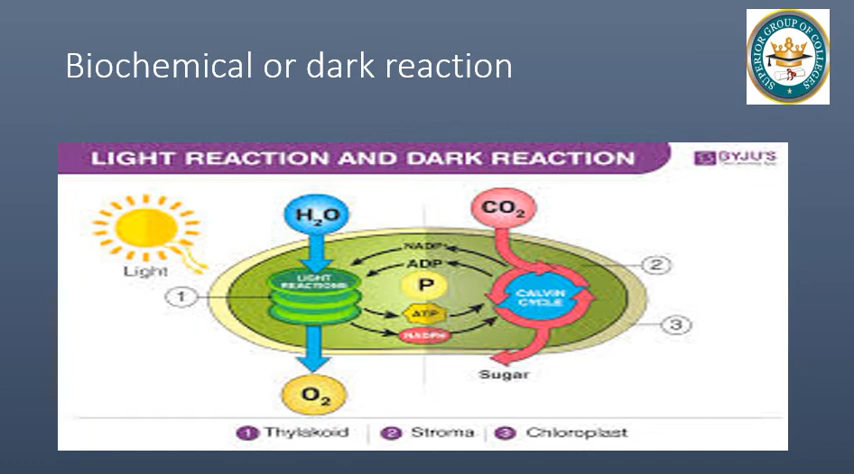 Biochemical or dark reaction
SUPERIOR GROUP OF COLLEGES
LIGHT REACTION AND DARK REACTION
BYJU'S
H₂O
CO₂
Light
NADP+
ADP
P
LIGHT
REACTIONS
CALVIN
CYCLE
ATP
NADPH
1
2
3
Sugar
O₂
1 Thylakoid
2 Stroma
3 Chloroplast